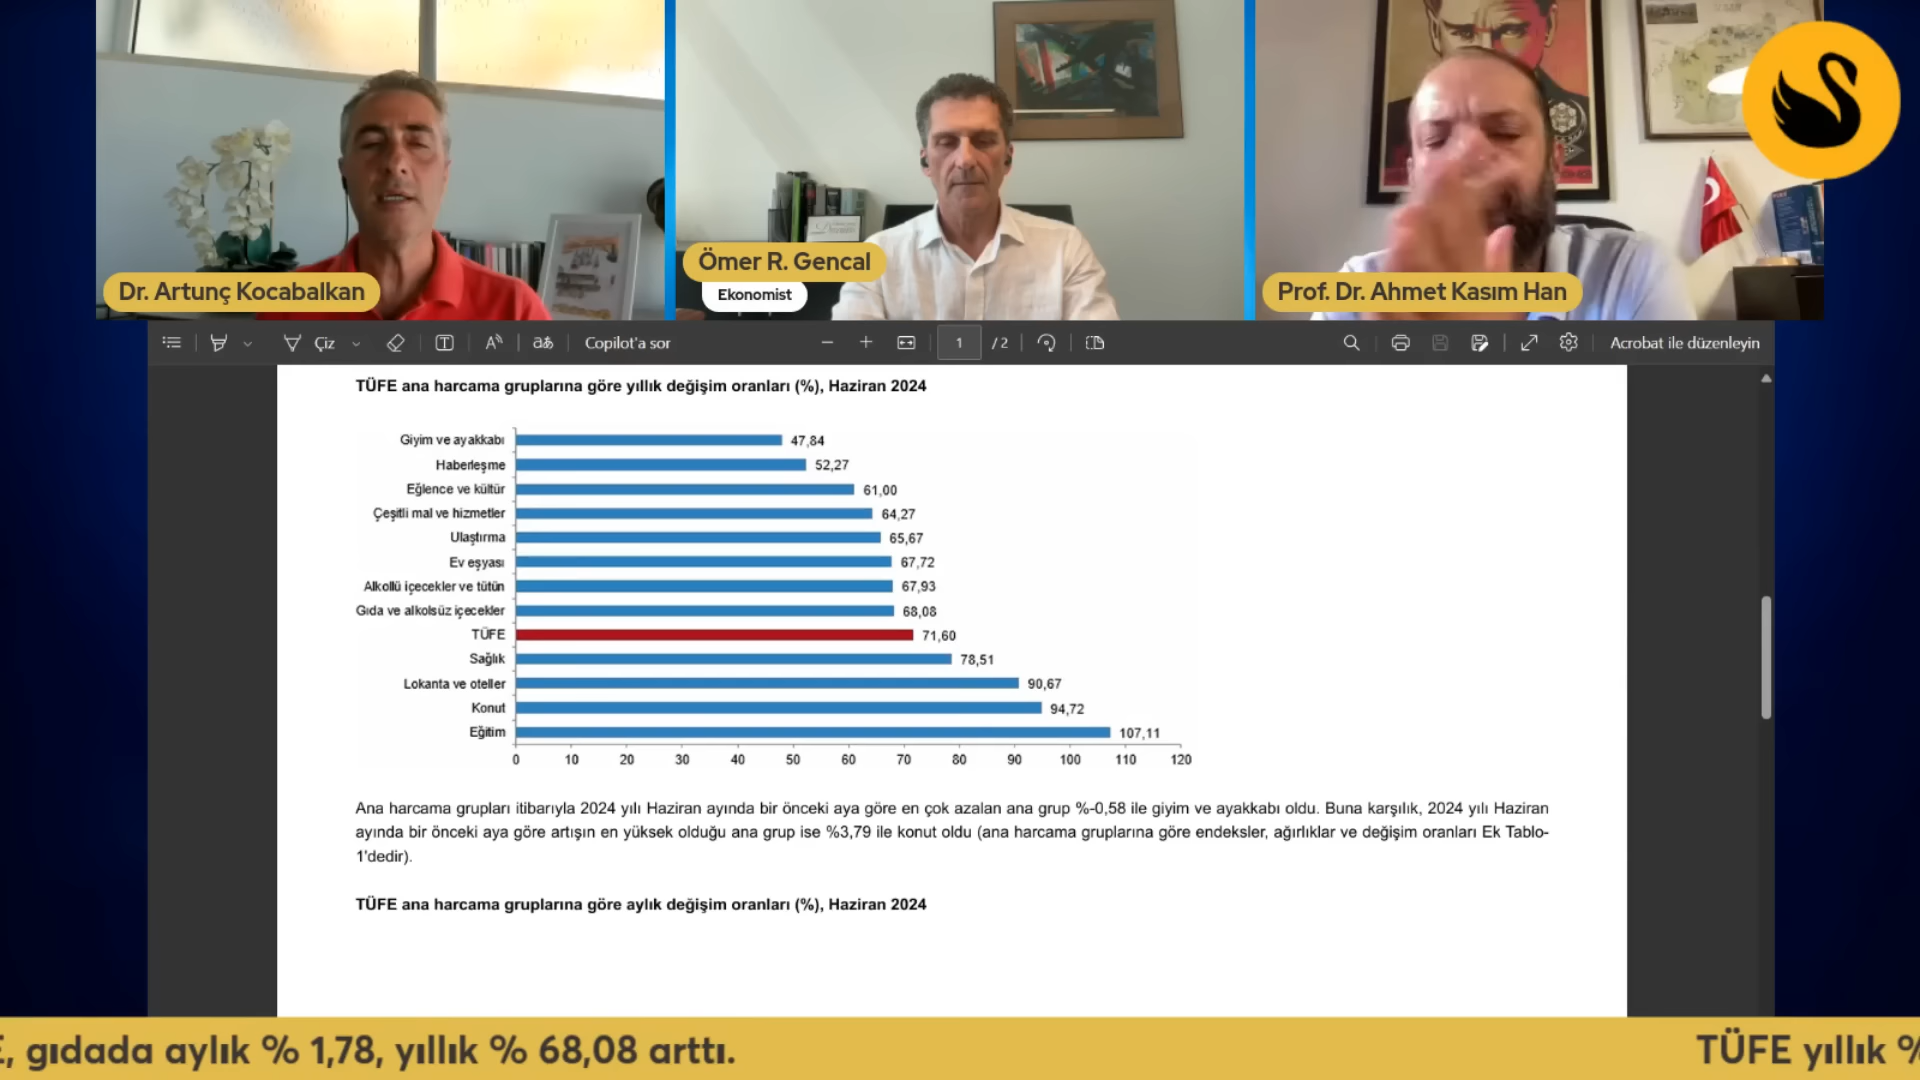 Dr. Artunç Kocabalkan
Ömer R. Gencal
Ekonomist
Prof. Dr. Ahmet Kasım Han
Çiz
Copilot'a sor
1
/2
Acrobat ile düzenleyin
TÜFE ana harcama gruplarına göre yıllık değişim oranları (%), Haziran 2024
Giyim ve ayakkabı 47,84
Haberleşme 52,27
Eğlence ve kültür 61,00
Çeşitli mal ve hizmetler 64,27
Ulaştırma 65,67
Ev eşyası 67,72
Alkollü içecekler ve tütün 67,93
Gıda ve alkolsüz içecekler 68,08
TÜFE 71,60
Sağlık 78,51
Lokanta ve oteller 90,67
Konut 94,72
Eğitim 107,11
0 10 20 30 40 50 60 70 80 90 100 110 120
Ana harcama grupları itibarıyla 2024 yılı Haziran ayında bir önceki aya göre en çok azalan ana grup %-0,58 ile giyim ve ayakkabı oldu. Buna karşılık, 2024 yılı Haziran
ayında bir önceki aya göre artışın en yüksek olduğu ana grup ise %3,79 ile konut oldu (ana harcama gruplarına göre endeksler, ağırlıklar ve değişim oranları Ek Tablo-
1'dedir).
TÜFE ana harcama gruplarına göre aylık değişim oranları (%), Haziran 2024
E, gıdada aylık % 1,78, yıllık % 68,08 arttı.
TÜFE yıllık %